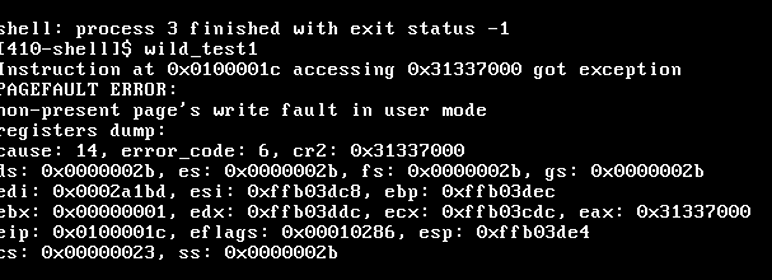 shell: process 3 finished with exit status -1
[410-shell]$ wild_test1
Instruction at 0x0100001c accessing 0x31337000 got exception
PAGEFAULT ERROR:
non-present page's write fault in user mode
registers dump:
cause: 14, error_code: 6, cr2: 0x31337000
ds: 0x0000002b, es: 0x0000002b, fs: 0x0000002b, gs: 0x0000002b
edi: 0x0002a1bd, esi: 0xffb03dc8, ebp: 0xffb03dec
ebx: 0x00000001, edx: 0xffb03ddc, ecx: 0xffb03cdc, eax: 0x31337000
eip: 0x0100001c, eflags: 0x00010286, esp: 0xffb03de4
cs: 0x00000023, ss: 0x0000002b